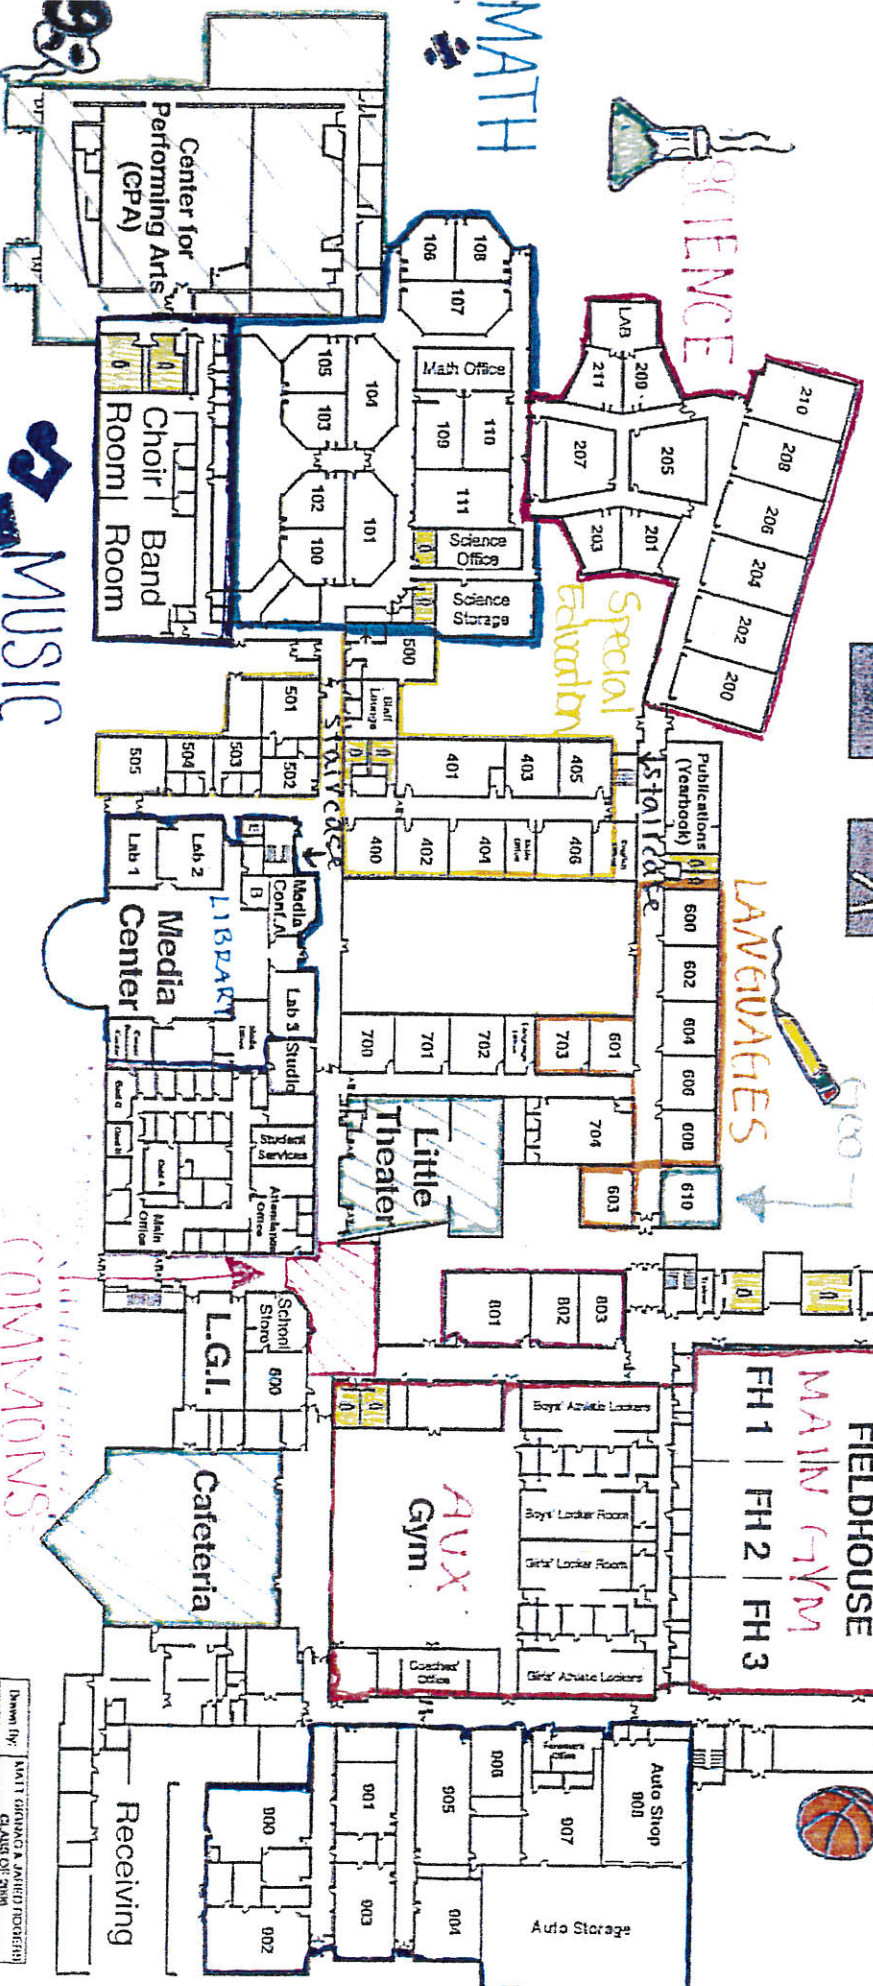 MATH
SCIENCE
Center for
Performing Arts
(CPA)
106
108
107
Math Office
105
104
103
109
110
111
102
101
100
Science
Office
Science
Storage
LAB
211
209
207
205
203
201
210
208
206
204
202
200
Choir
Room
Band
Room
MUSIC
Special
Education
500
Staff
Lounge
staircase
501
502
503
504
505
401
403
405
400
402
404
406
staircase
Publications
(Yearbook)
LANGUAGES
600
602
604
606
608
610
Lab 1
Lab 2
E
B
Media
Conf. A
LIBRARY
Media
Center
Lab 3
Studio
700
701
702
703
601
704
603
Little
Theater
Student
Services
Attendance
Office
Main
Office
COMMONS
School
Store
L.G.I.
800
801
802
803
Trainer
FIELDHOUSE
MAIN GYM
FH 1
FH 2
FH 3
Boys' Athletic Lockers
Boys' Locker Room
Girls' Locker Room
Girls' Athletic Lockers
AUX
Gym
Coaches'
Office
Cafeteria
Receiving
900
902
901
903
905
904
906
907
Auto Shop
908
Auto Storage
Drawn By:
CLASS OF 2000